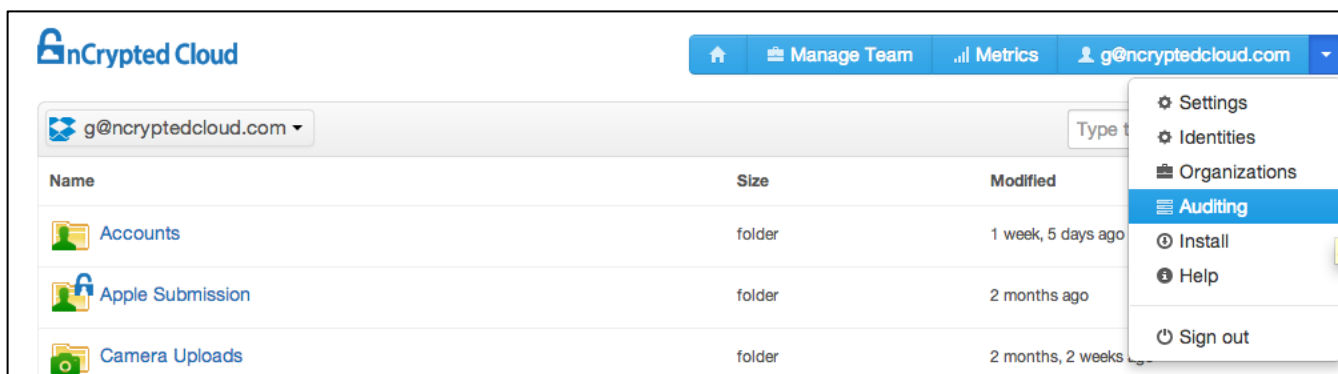 nCrypted Cloud
Manage Team Metrics g@ncryptedcloud.com
g@ncryptedcloud.com
Type t
Name Size Modified
Accounts folder 1 week, 5 days ago
Apple Submission folder 2 months ago
Camera Uploads folder 2 months, 2 weeks ago
Settings
Identities
Organizations
Auditing
Install
Help
Sign out